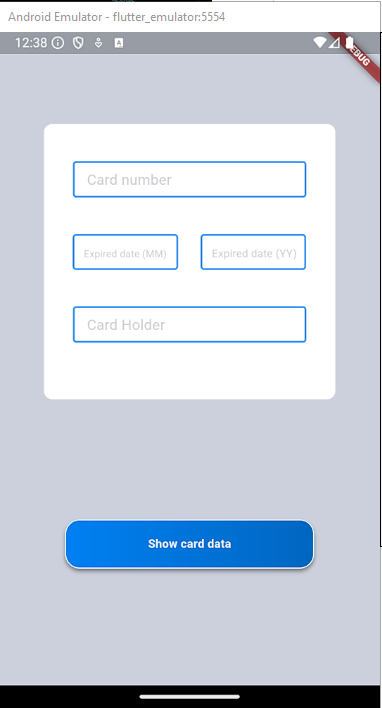 Android Emulator - flutter_emulator:5554
12:38
DEBUG
Card number
Expired date (MM) Expired date (YY)
Card Holder
Show card data